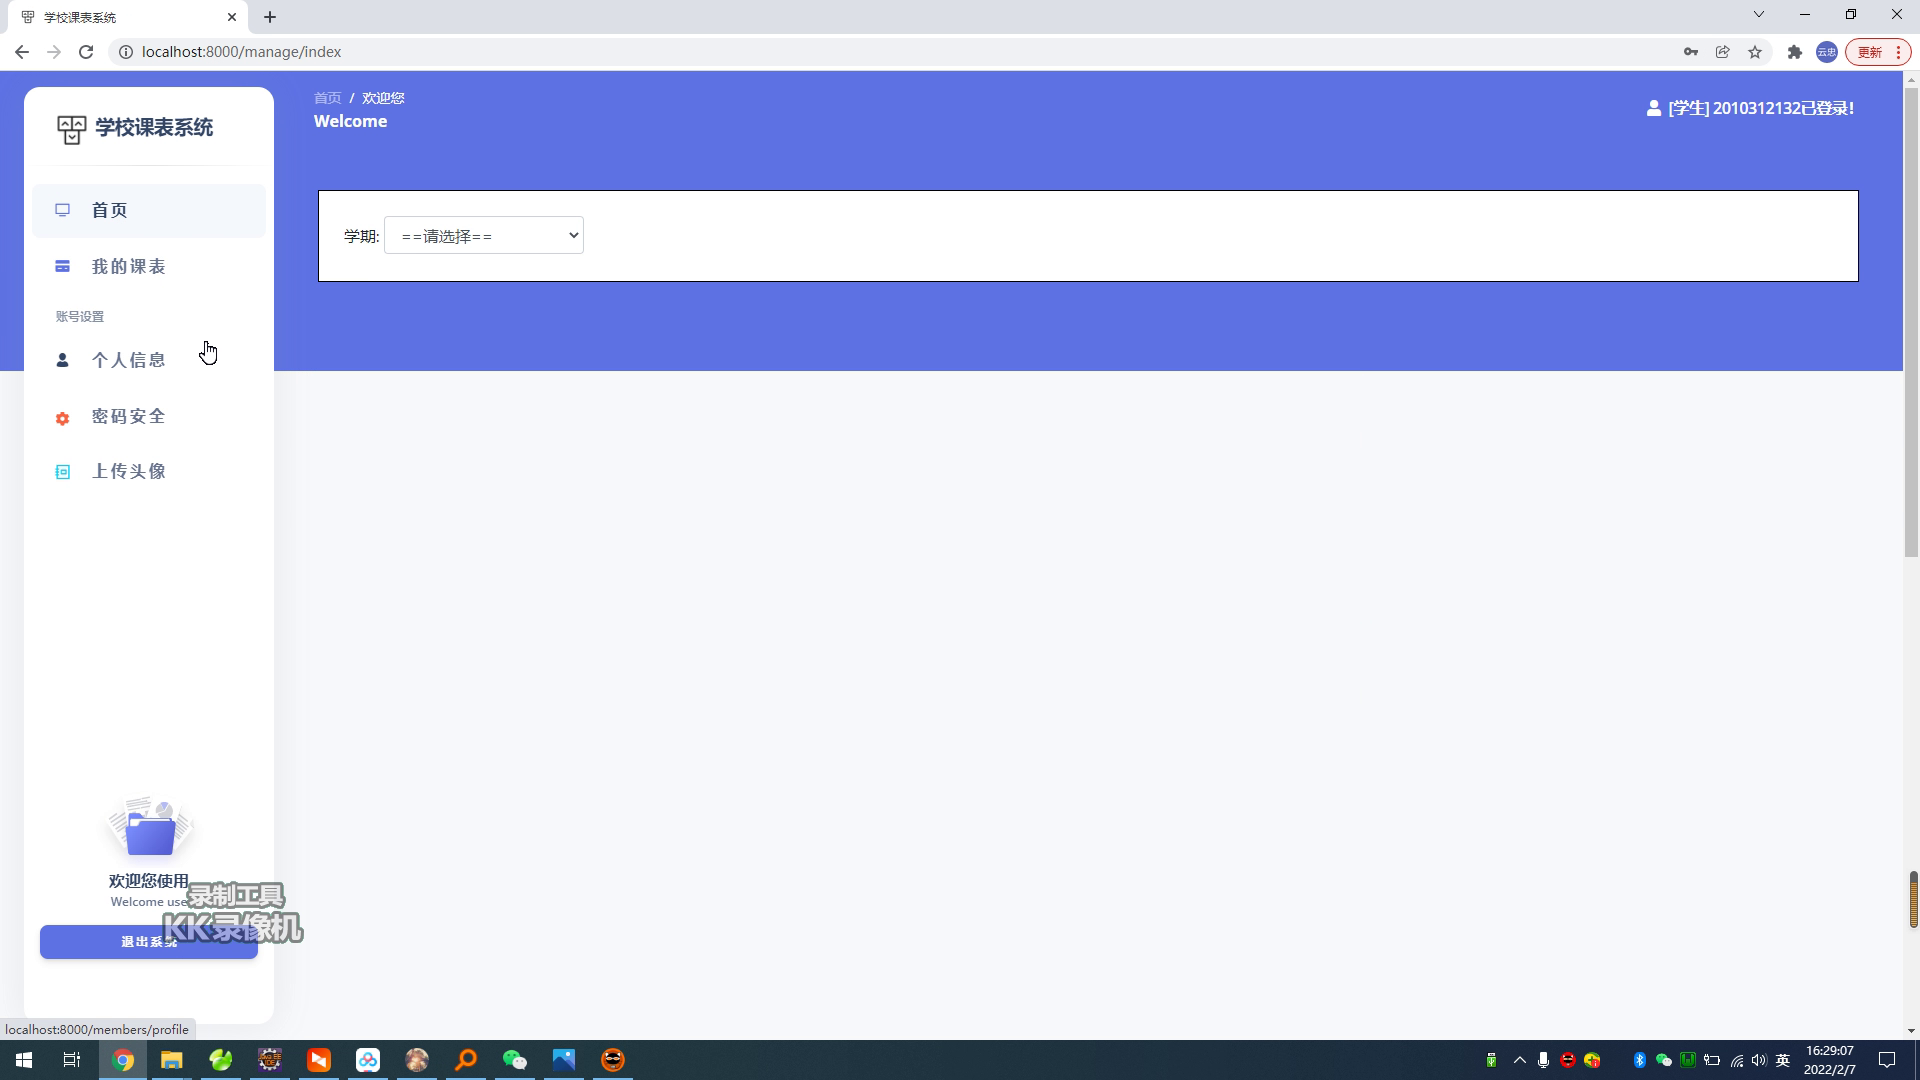 学校课表系统
localhost:8000/manage/index
云忠
更新
学校课表系统
首页
我的课表
账号设置
个人信息
密码安全
上传头像
欢迎您使用
Welcome use
退出系统
录制工具
KK录像机
首页 / 欢迎您
Welcome
[学生] 2010312132已登录!
学期: ==请选择==
localhost:8000/members/profile
英
16:29:07
2022/2/7